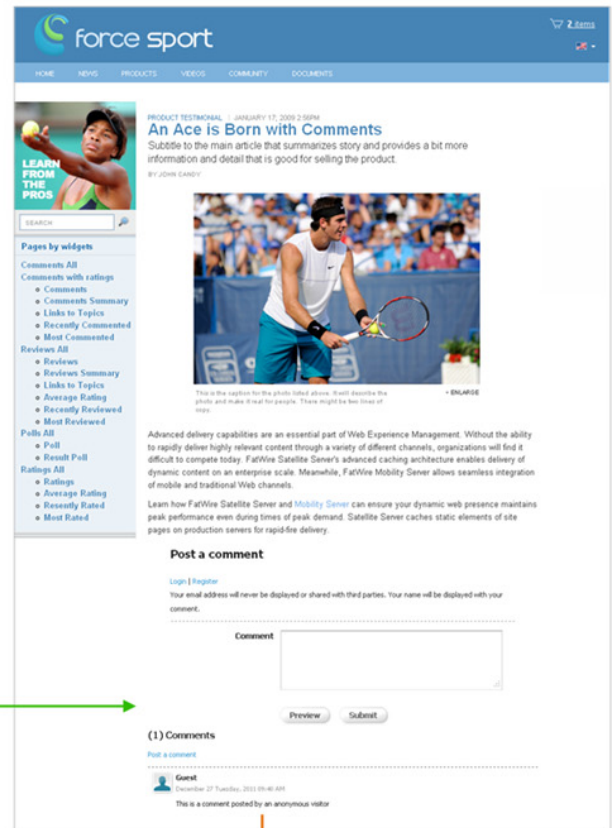 force sport
2 items
HOME NEWS PRODUCTS VIDEOS COMMUNITY DOCUMENTS
LEARN
FROM
THE
PROS
SEARCH
Pages by widgets
Comments All
Comments with ratings
Comments
Comments Summary
Links to Topics
Recently Commented
Most Commented
Reviews All
Reviews
Reviews Summary
Links to Topics
Average Rating
Recently Reviewed
Most Reviewed
Polls All
Poll
Result Poll
Ratings All
Ratings
Average Rating
Resently Rated
Most Rated
PRODUCT TESTIMONIAL | JANUARY 17, 2009 2:56PM
An Ace is Born with Comments
Subtitle to the main article that summarizes story and provides a bit more
information and detail that is good for selling the product.
BY JOHN CANDY
This is the caption for the photo listed above. It will describe the
photo and make it real for people. There might be two lines of
copy.
+ ENLARGE
Advanced delivery capabilities are an essential part of Web Experience Management. Without the ability
to rapidly deliver highly relevant content through a variety of different channels, organizations will find it
difficult to compete today. FatWire Satellite Server's advanced caching architecture enables delivery of
dynamic content on an enterprise scale. Meanwhile, FatWire Mobility Server allows seamless integration
of mobile and traditional Web channels.
Learn how FatWire Satellite Server and Mobility Server can ensure your dynamic web presence maintains
peak performance even during times of peak demand. Satellite Server caches static elements of site
pages on production servers for rapid-fire delivery.
Post a comment
Login | Register
Your email address will never be displayed or shared with third parties. Your name will be displayed with your
comment.
Comment
Preview Submit
(1) Comments
Post a comment
Guest
December 27 Tuesday, 2011 09:40 AM
This is a comment posted by an anonymous visitor